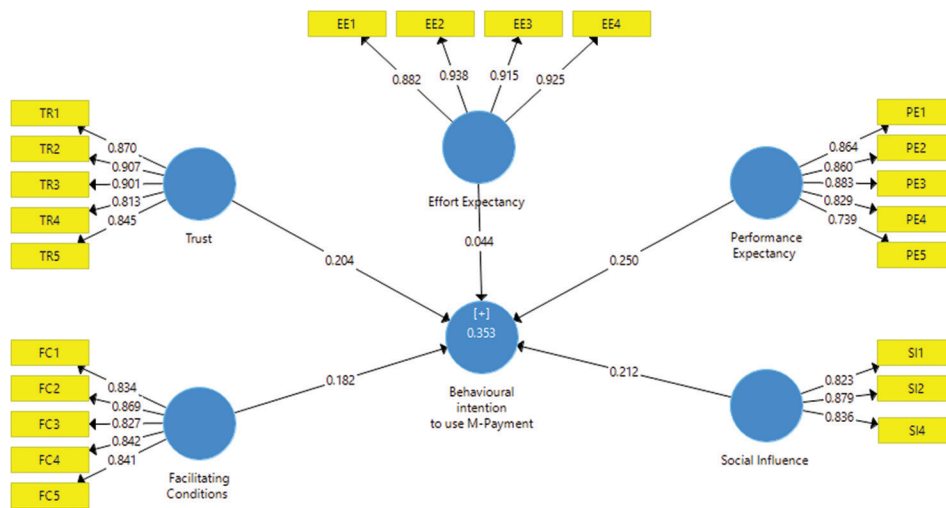 EE1 EE2 EE3 EE4
0.882 0.938 0.915 0.925
Effort Expectancy
0.044
TR1
TR2
TR3
TR4
TR5
0.870
0.907
0.901
0.813
0.845
Trust
0.204
PE1
PE2
PE3
PE4
PE5
0.864
0.860
0.883
0.829
0.739
Performance
Expectancy
0.250
[+]
0.353
Behavioural
intention
to use M-Payment
FC1
FC2
FC3
FC4
FC5
0.834
0.869
0.827
0.842
0.841
Facilitating
Conditions
0.182
SI1
SI2
SI4
0.823
0.879
0.836
Social Influence
0.212